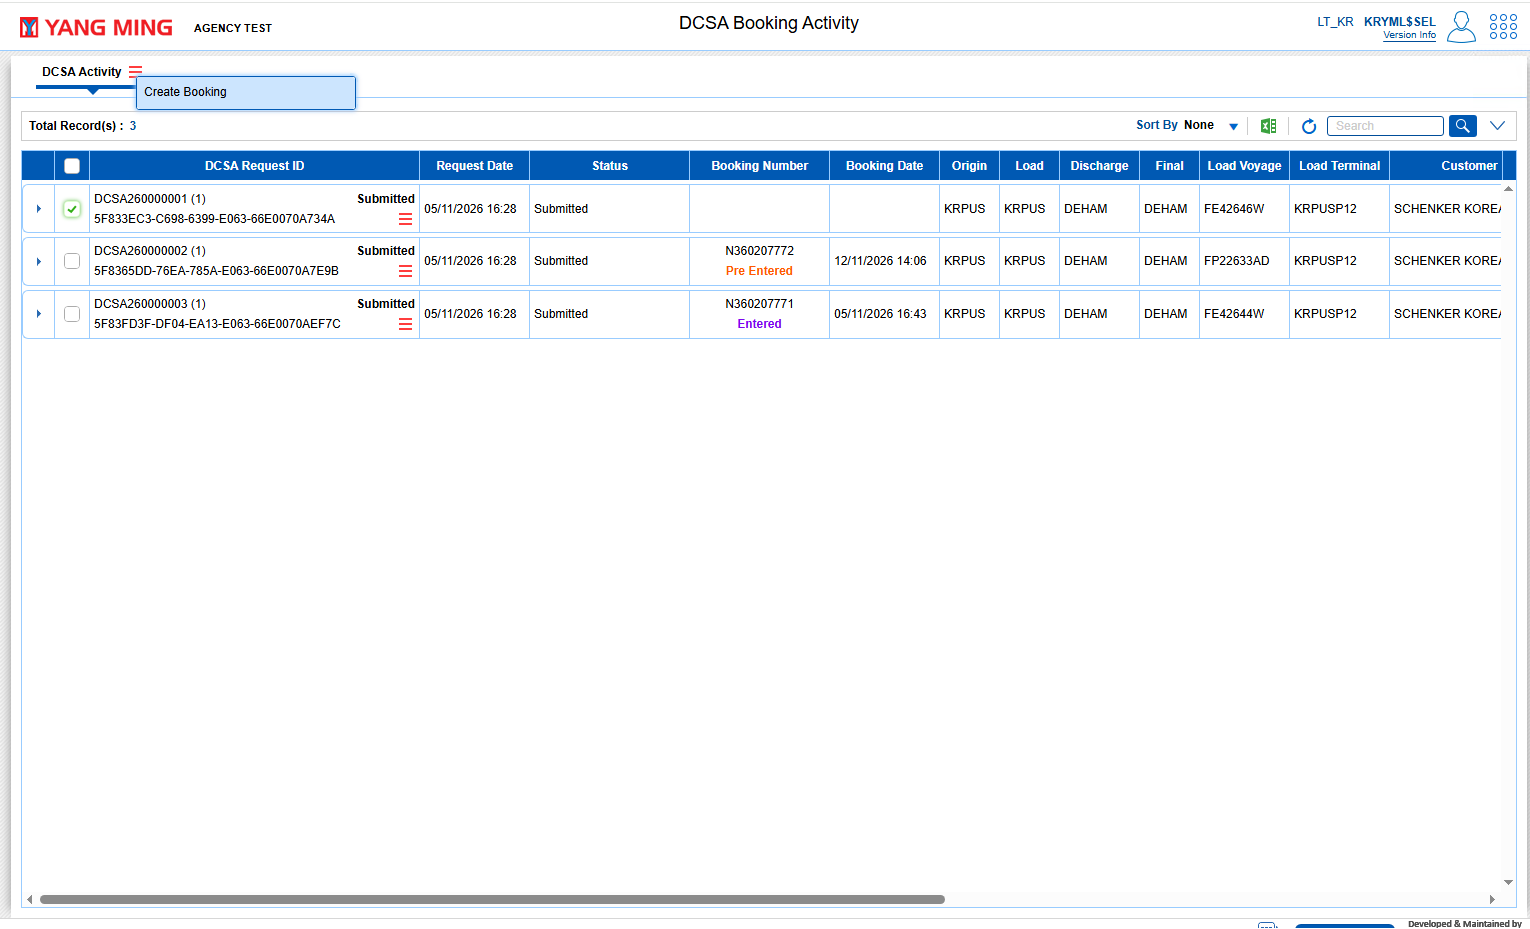 YANG MING AGENCY TEST
DCSA Booking Activity
LT_KR KRYML$SEL
Version Info
DCSA Activity
Create Booking
Total Record(s) : 3
Sort By None
Search
DCSA Request ID Request Date Status Booking Number Booking Date Origin Load Discharge Final Load Voyage Load Terminal Customer
DCSA260000001 (1) Submitted
5F833EC3-C698-6399-E063-66E0070A734A
05/11/2026 16:28 Submitted KRPUS KRPUS DEHAM DEHAM FE42646W KRPUSP12 SCHENKER KOREA
DCSA260000002 (1) Submitted
5F8365DD-76EA-785A-E063-66E0070A7E9B
05/11/2026 16:28 Submitted
N360207772
Pre Entered
12/11/2026 14:06 KRPUS KRPUS DEHAM DEHAM FP22633AD KRPUSP12 SCHENKER KOREA
DCSA260000003 (1) Submitted
5F83FD3F-DF04-EA13-E063-66E0070AEF7C
05/11/2026 16:28 Submitted
N360207771
Entered
05/11/2026 16:43 KRPUS KRPUS DEHAM DEHAM FE42644W KRPUSP12 SCHENKER KOREA
Developed & Maintained by